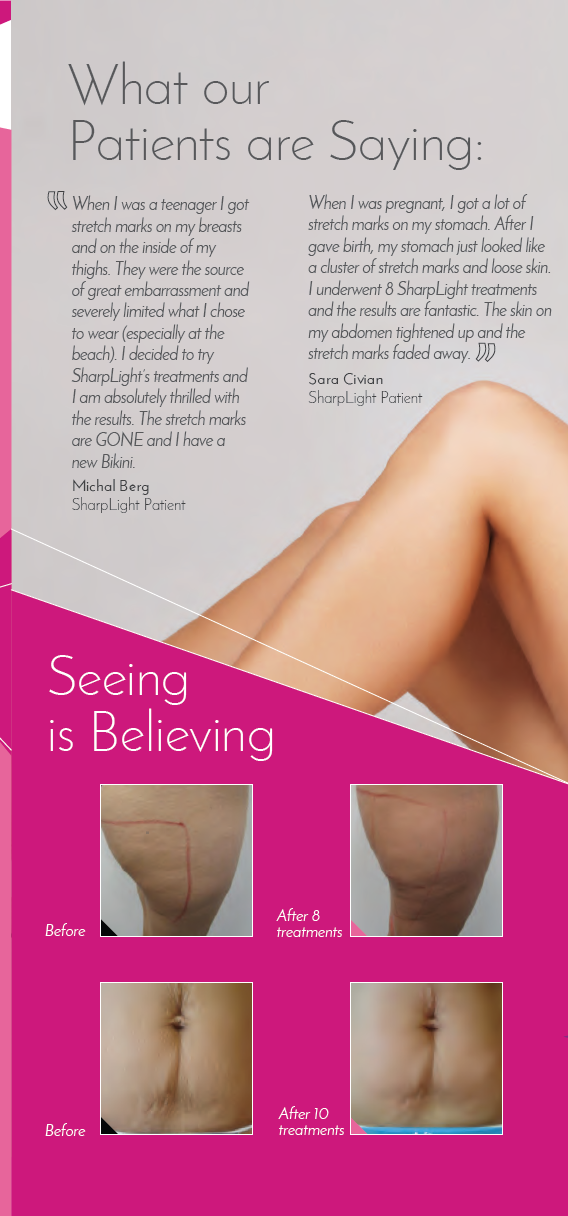 What our
Patients are Saying:
When I was a teenager I got
stretch marks on my breasts
and on the inside of my
thighs. They were the source
of great embarrassment and
severely limited what I chose
to wear (especially at the
beach). I decided to try
SharpLight's treatments and
I am absolutely thrilled with
the results. The stretch marks
are GONE and I have a
new Bikini.
Michal Berg
SharpLight Patient
When I was pregnant, I got a lot of
stretch marks on my stomach. After I
gave birth, my stomach just looked like
a cluster of stretch marks and loose skin.
I underwent 8 SharpLight treatments
and the results are fantastic. The skin on
my abdomen tightened up and the
stretch marks faded away.
Sara Civian
SharpLight Patient
Seeing
is Believing
Before
After 8
treatments
Before
After 10
treatments